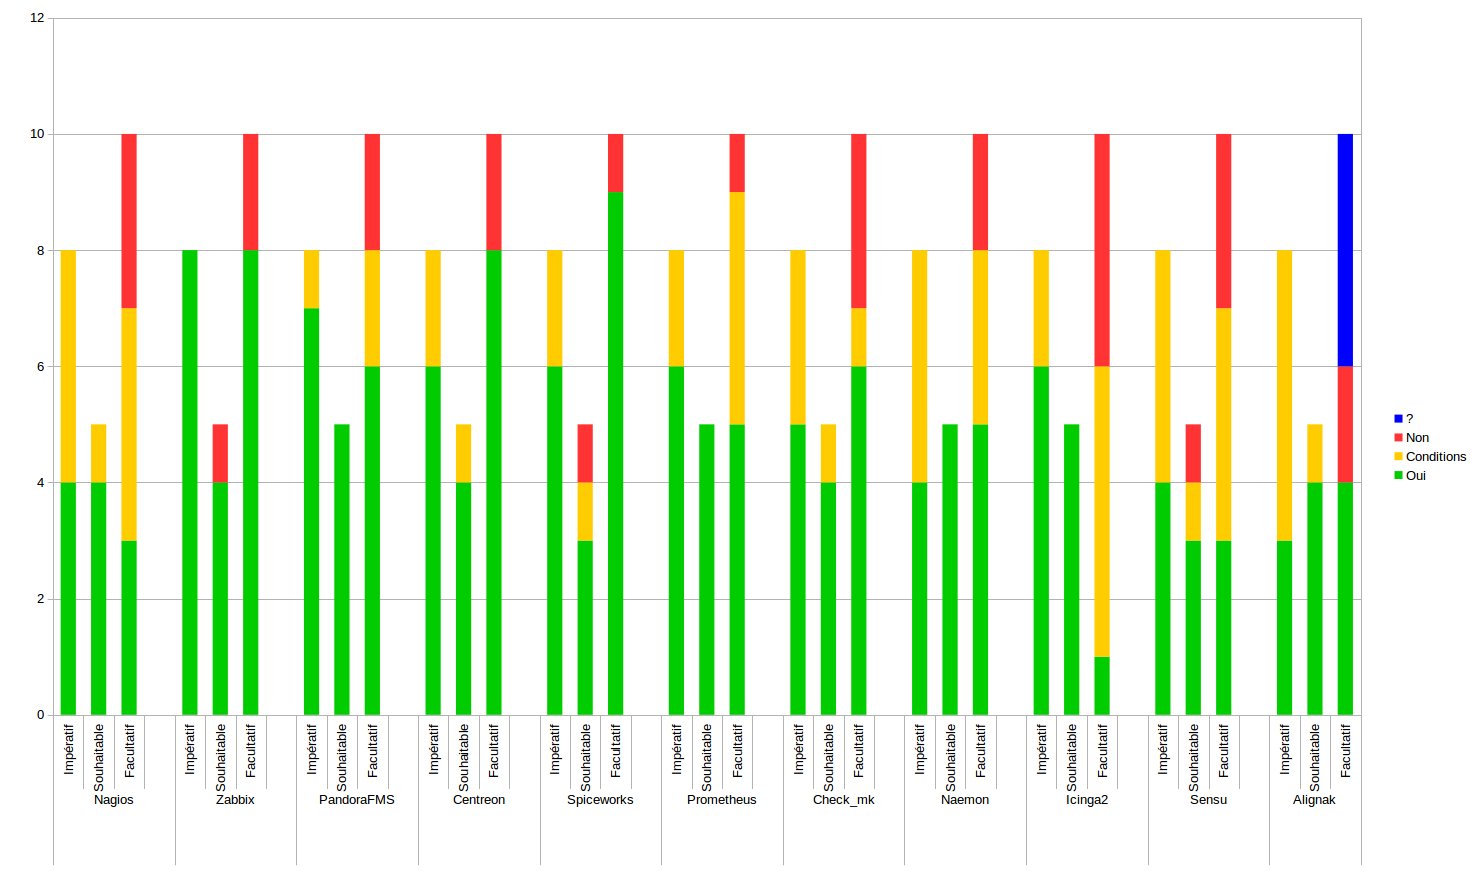 12
10
8
6
4
2
0
?
Non
Conditions
Oui
Impératif Souhaitable Facultatif Impératif Souhaitable Facultatif Impératif Souhaitable Facultatif Impératif Souhaitable Facultatif Impératif Souhaitable Facultatif Impératif Souhaitable Facultatif Impératif Souhaitable Facultatif Impératif Souhaitable Facultatif Impératif Souhaitable Facultatif Impératif Souhaitable Facultatif Impératif Souhaitable Facultatif
Nagios Zabbix PandoraFMS Centreon Spiceworks Prometheus Check_mk Naemon Icinga2 Sensu Alignak